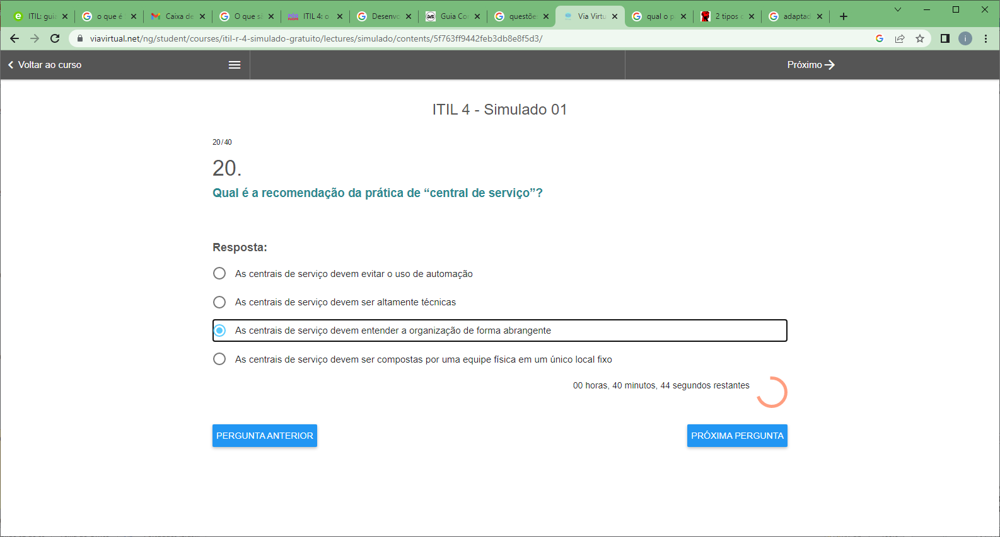 ITIL: guia
o que é
Caixa de
O que sã
ITIL 4: o
Desenvo
Guia Co
questões
Via Virtu
qual o p
2 tipos
adaptad
viavirtual.net/ng/student/courses/itil-r-4-simulado-gratuito/lectures/simulado/contents/5f763ff9442feb3db8e8f5d3/
i
Voltar ao curso
Próximo
ITIL 4 - Simulado 01
20/40
20.
Qual é a recomendação da prática de “central de serviço”?
Resposta:
As centrais de serviço devem evitar o uso de automação
As centrais de serviço devem ser altamente técnicas
As centrais de serviço devem entender a organização de forma abrangente
As centrais de serviço devem ser compostas por uma equipe física em um único local fixo
00 horas, 40 minutos, 44 segundos restantes
PERGUNTA ANTERIOR
PRÓXIMA PERGUNTA